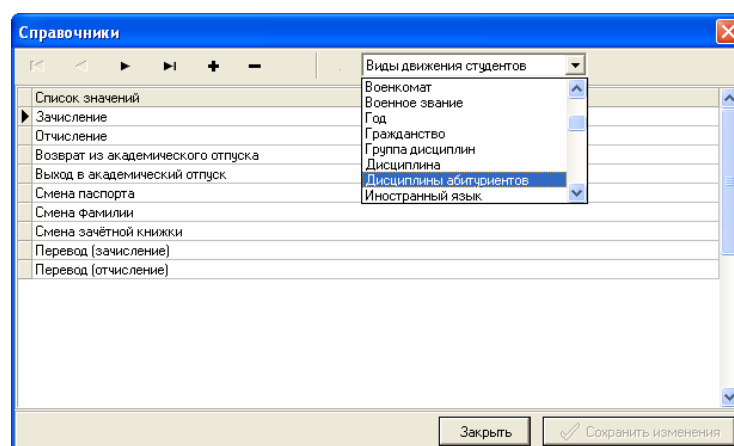 Справочники
Виды движения студентов
Военкомат
Военное звание
Год
Гражданство
Группа дисциплин
Дисциплина
Дисциплины абитуриентов
Иностранный язык
Список значений
Зачисление
Отчисление
Возврат из академического отпуска
Выход в академический отпуск
Смена паспорта
Смена фамилии
Смена зачётной книжки
Перевод (зачисление)
Перевод (отчисление)
Закрыть
Сохранить изменения